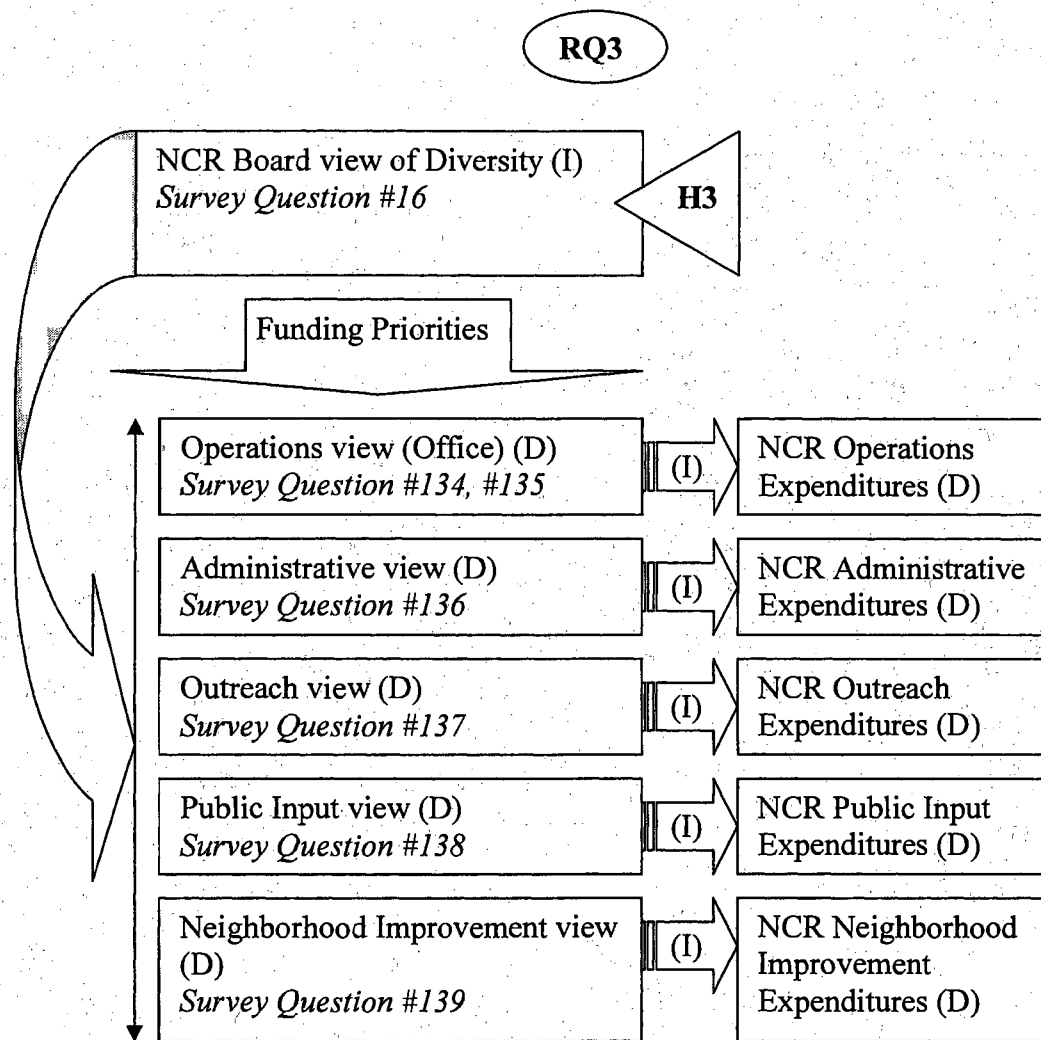 RQ3
NCR Board view of Diversity (I)
Survey Question #16
H3
Funding Priorities
Operations view (Office) (D)
Survey Question #134, #135
(I)
NCR Operations
Expenditures (D)
Administrative view (D)
Survey Question #136
(I)
NCR Administrative
Expenditures (D)
Outreach view (D)
Survey Question #137
(I)
NCR Outreach
Expenditures (D)
Public Input view (D)
Survey Question #138
(I)
NCR Public Input
Expenditures (D)
Neighborhood Improvement view
(D)
Survey Question #139
(I)
NCR Neighborhood
Improvement
Expenditures (D)